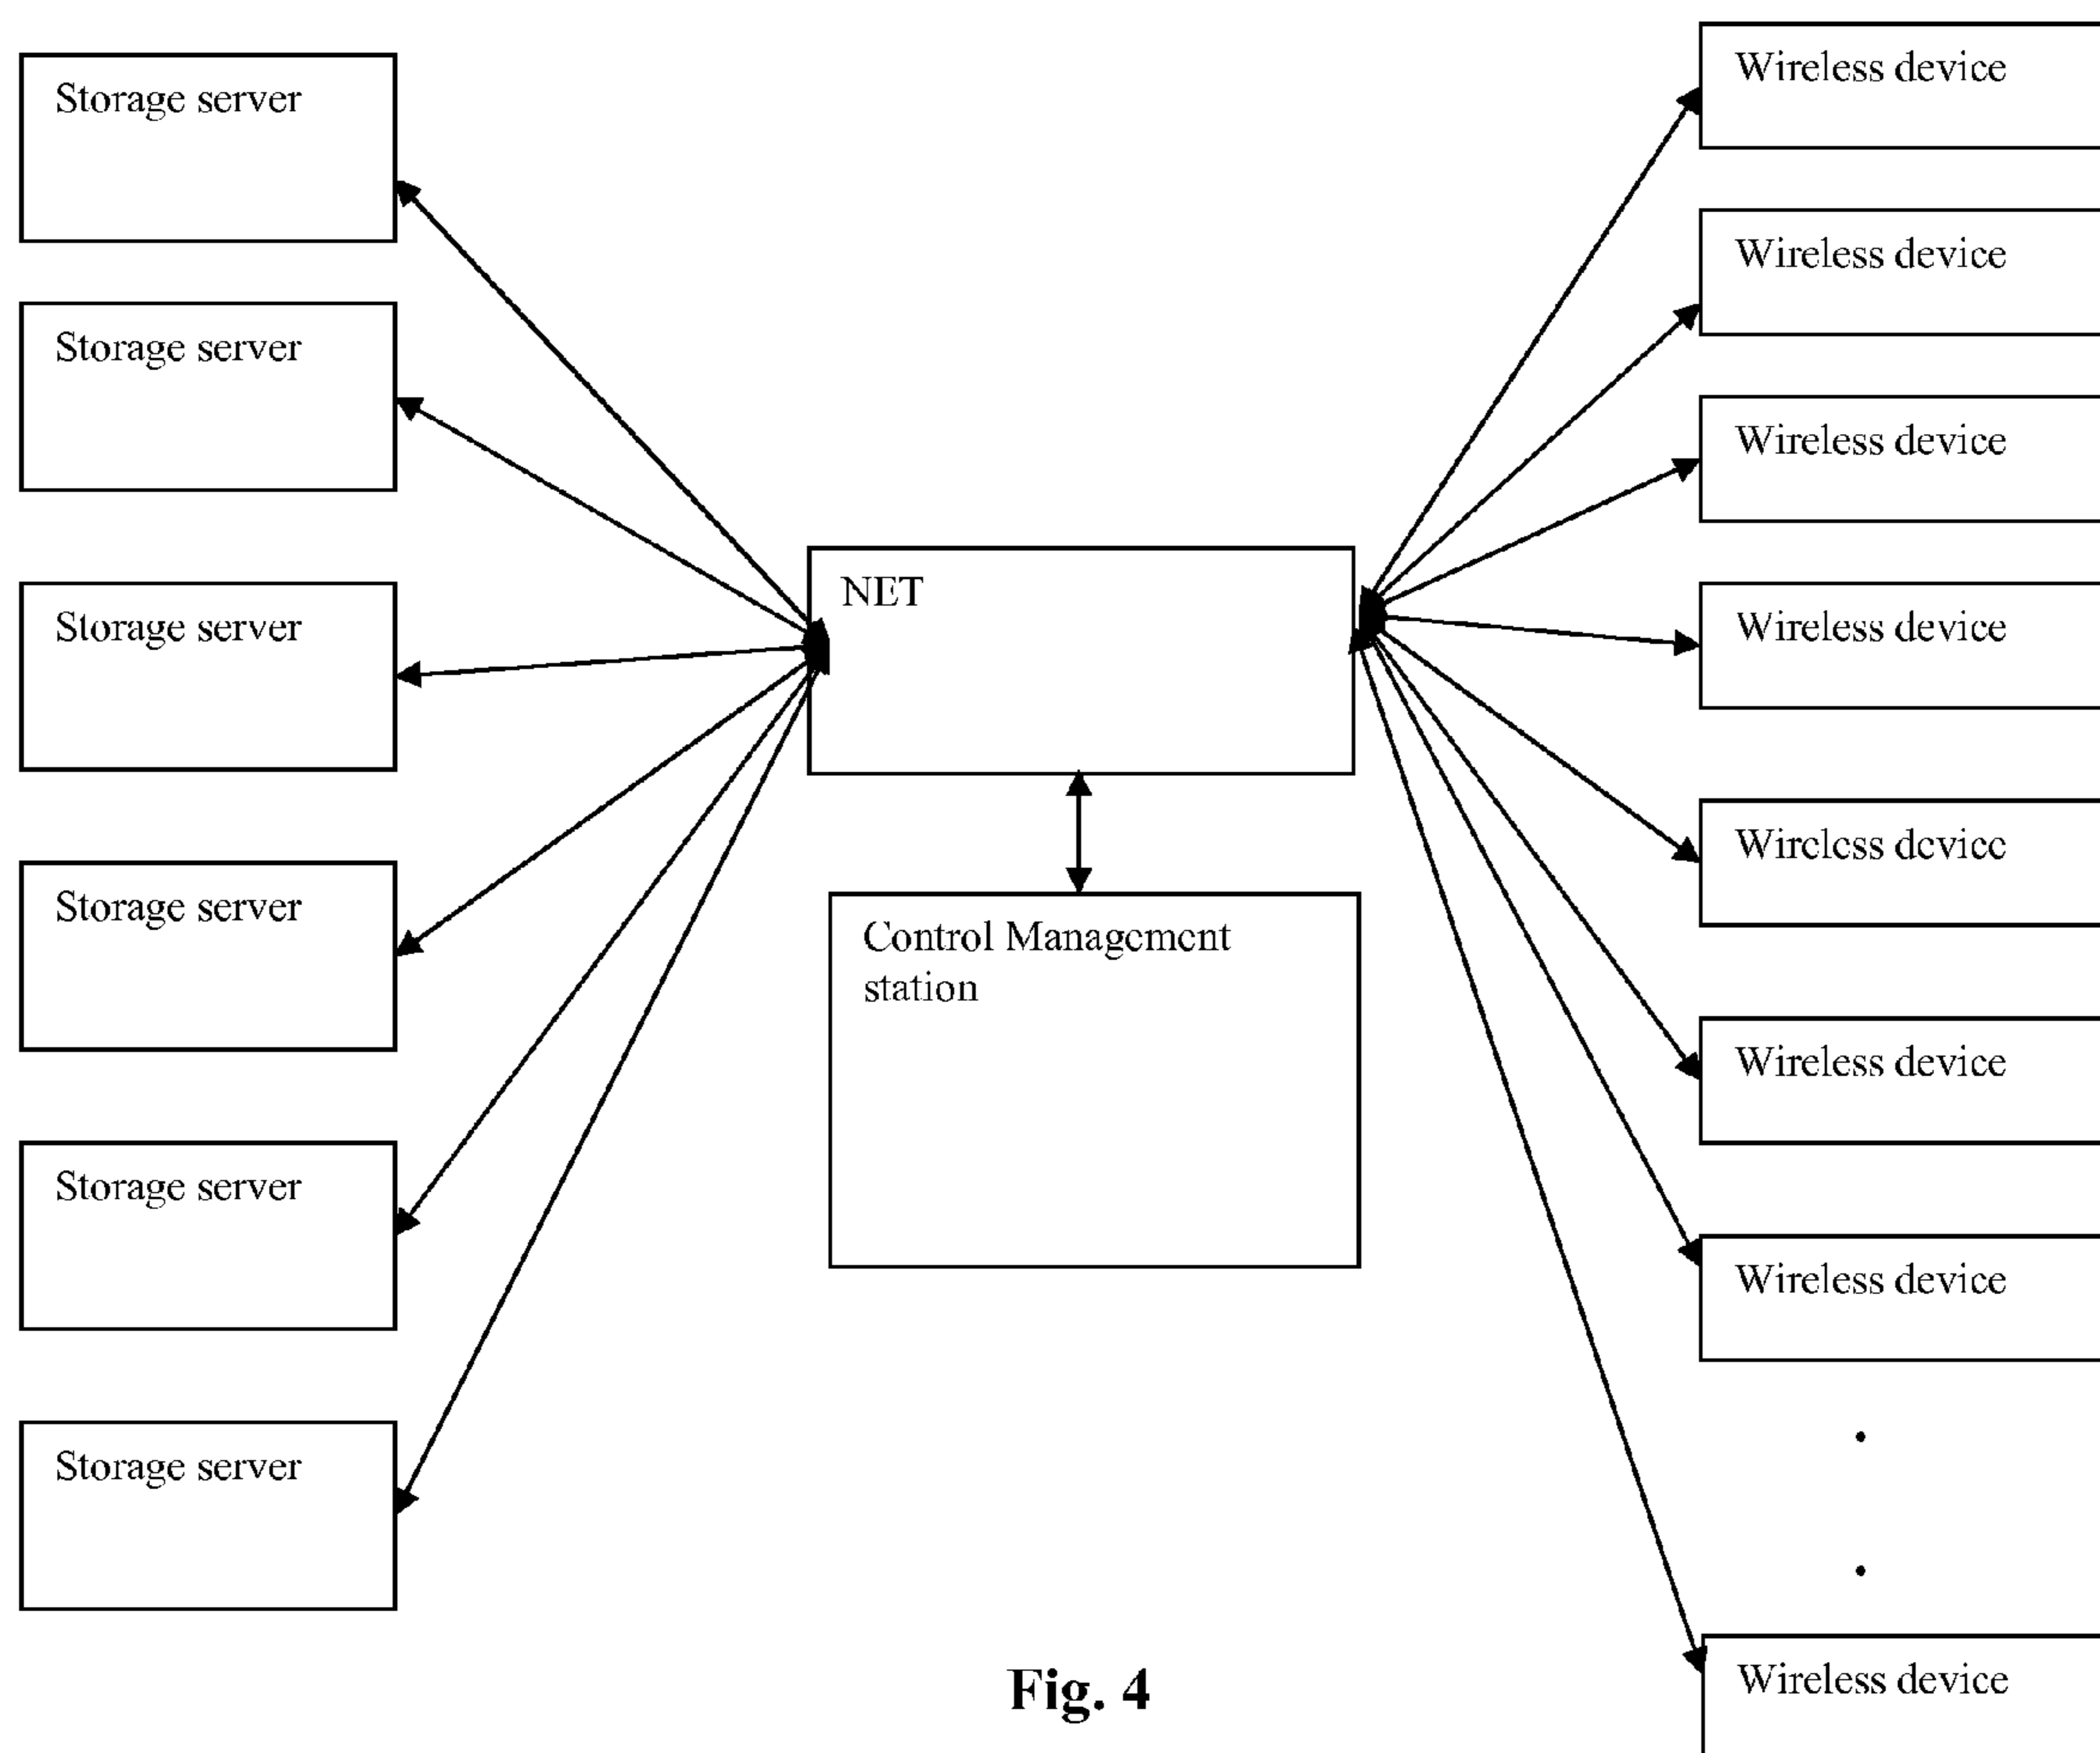 Storage server
Storage server
Storage server
Storage server
Storage server
Storage server
NET
Control Management
station
Wireless device
Wireless device
Wireless device
Wireless device
Wireless device
Wireless device
Wireless device
Wireless device
Fig. 4